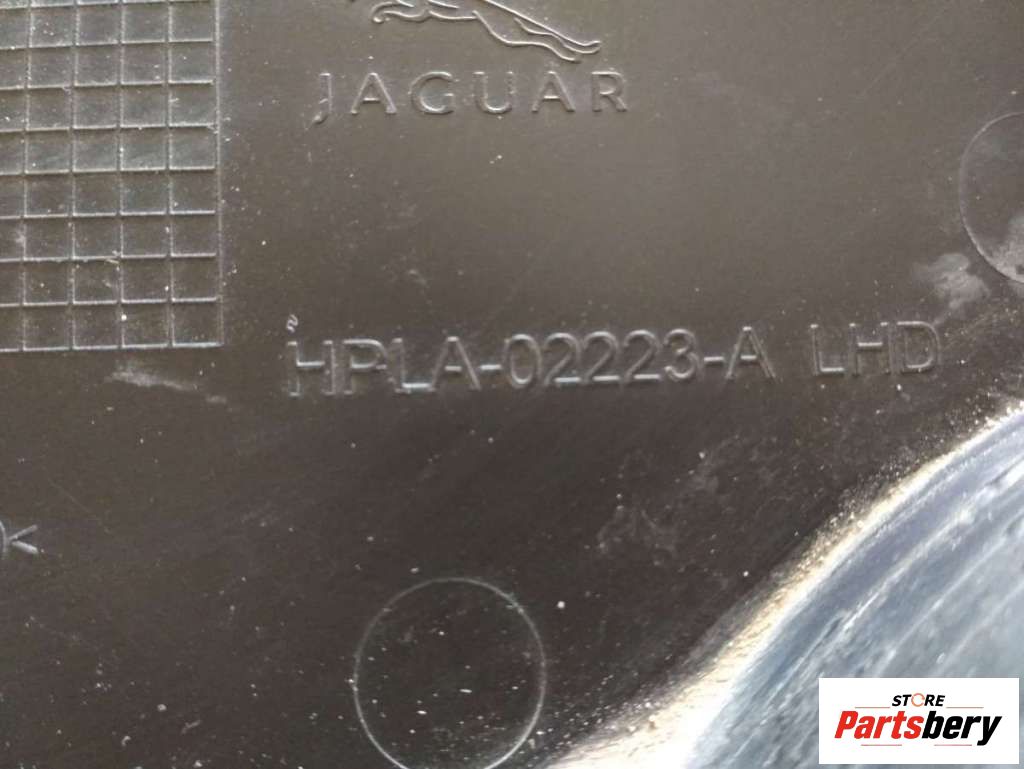 JAGUAR
HPLA-02223-A LHD
STORE
Partsbery